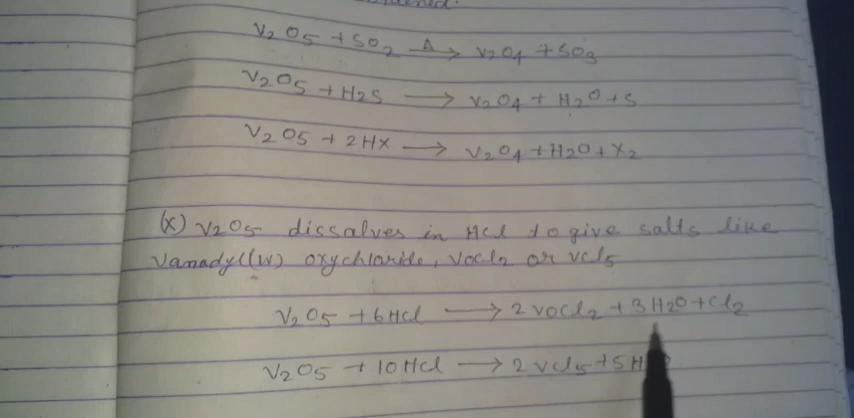 V2O5 + SO2 Δ→ V2O4 + SO3
V2O5 + H2S → V2O4 + H2O + S
V2O5 + 2HX → V2O4 + H2O + X2
(X) V2O5 dissalves in HCl to give salts like
Vanadyl(IV) oxychloride, VOCl2 or VCl5
V2O5 + 6HCl → 2VOCl2 + 3H2O + Cl2
V2O5 + 10HCl → 2VCl5 + 5H